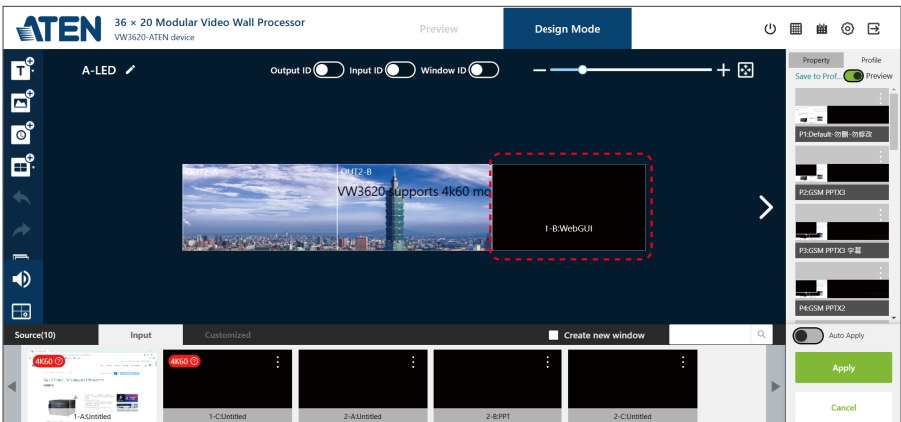 ATEN
36 × 20 Modular Video Wall Processor
VW3620-ATEN device
Preview
Design Mode
A-LED
Output ID
Input ID
Window ID
Property
Profile
Save to Prof...
Preview
P1:Default-勿刪-勿修改
P2:GSM PPTX3
P3:GSM PPTX3 字幕
P4:GSM PPTX2
OUT2-A
OUT2-B
VW3620 supports 4k60 mo
1-B:WebGUI
Source(10)
Input
Customized
Create new window
Auto Apply
4K60
1-A:Untitled
4K60
1-C:Untitled
2-A:Untitled
2-B:PPT
2-C:Untitled
Apply
Cancel